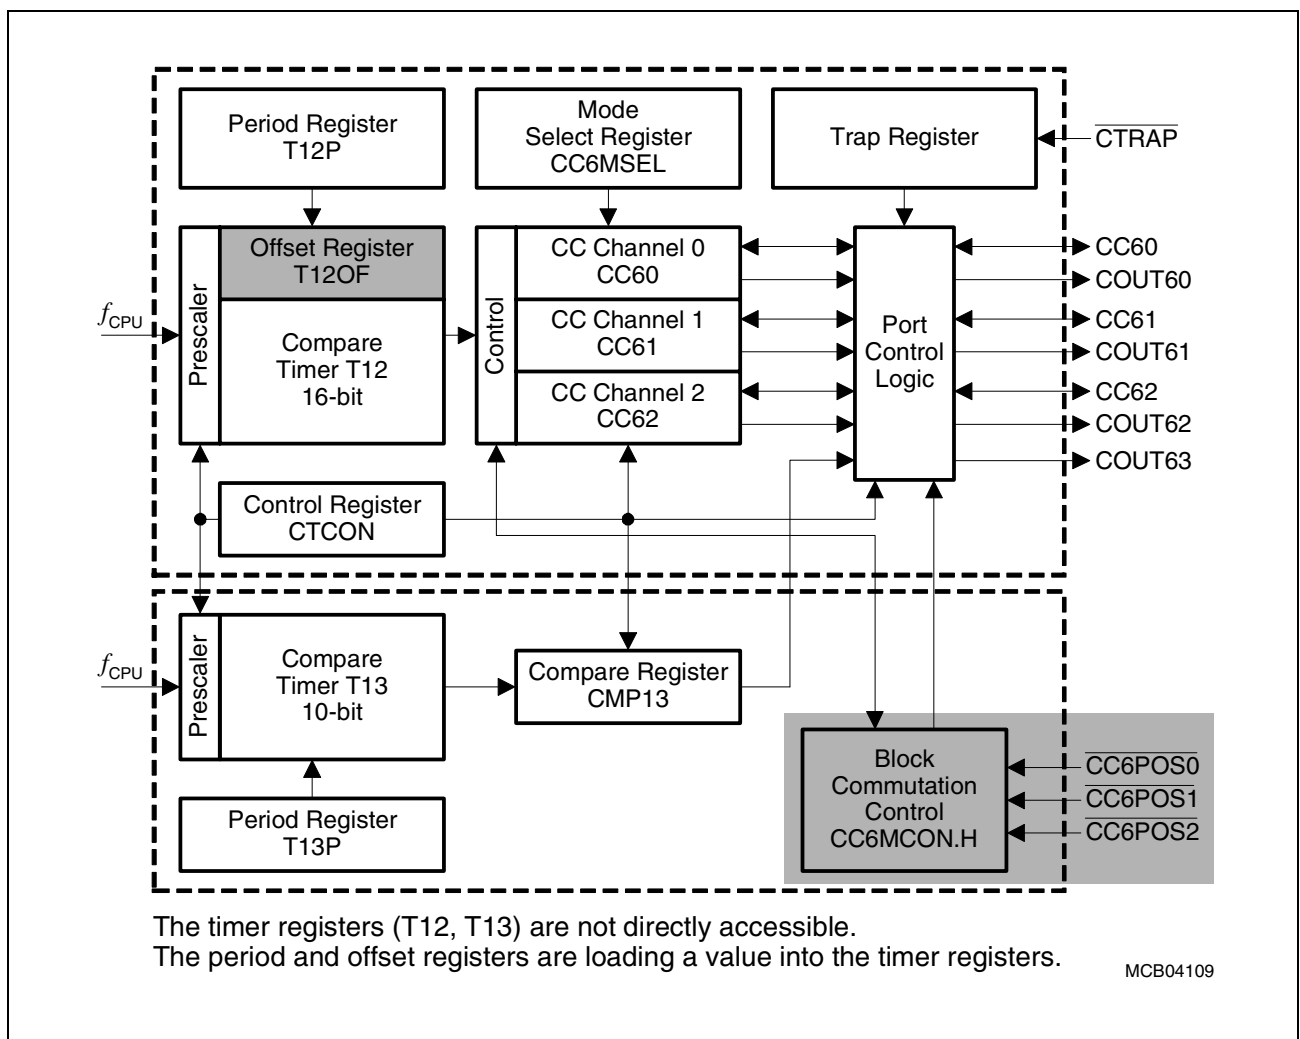 Period Register
T12P
Mode
Select Register
CC6MSEL
Trap Register
CTRAP
Prescaler
Offset Register
T12OF
Compare
Timer T12
16-bit
fCPU
Control
CC Channel 0
CC60
CC Channel 1
CC61
CC Channel 2
CC62
Port
Control
Logic
CC60
COUT60
CC61
COUT61
CC62
COUT62
COUT63
Control Register
CTCON
fCPU
Prescaler
Compare
Timer T13
10-bit
Compare Register
CMP13
Period Register
T13P
Block
Commutation
Control
CC6MCON.H
CC6POS0
CC6POS1
CC6POS2
The timer registers (T12, T13) are not directly accessible.
The period and offset registers are loading a value into the timer registers.
MCB04109